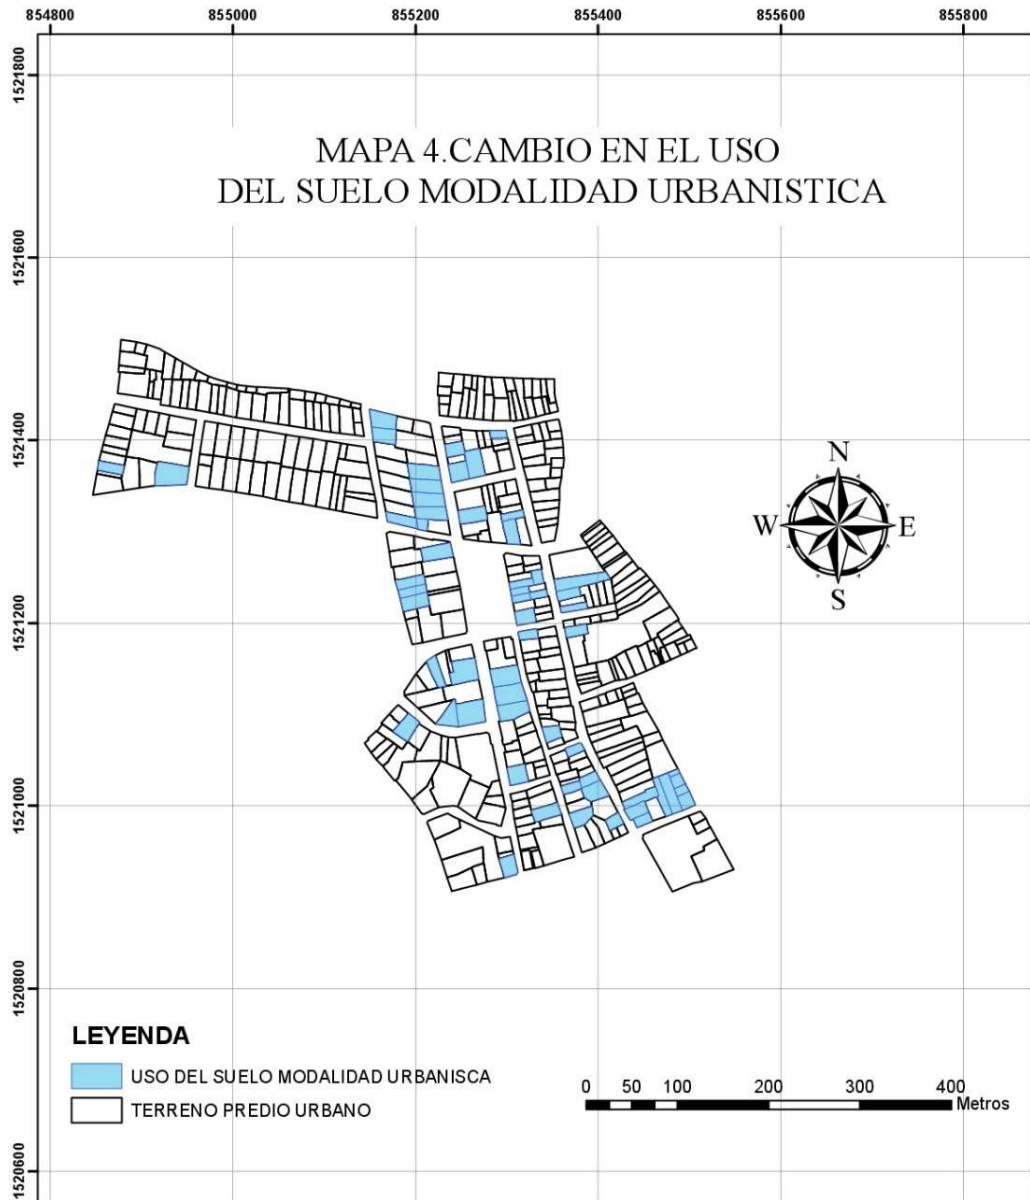 854800 855000 855200 855400 855600 855800
1521800
MAPA 4.CAMBIO EN EL USO
DEL SUELO MODALIDAD URBANISTICA
1521600
1521400
N
W E
S
1521200
1521000
1520800
LEYENDA
USO DEL SUELO MODALIDAD URBANISCA
TERRENO PREDIO URBANO
0 50 100 200 300 400
Metros
1520600